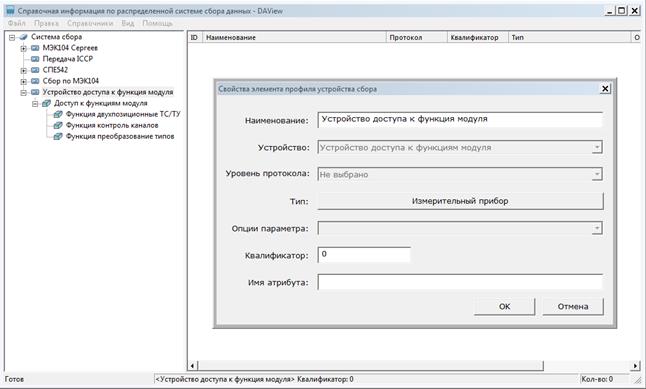 Справочная информация по распределенной системе сбора данных - DAView
Файл Правка Справочники Вид Помощь
Система сбора
МЭК104 Сергеев
Передача ICCP
СПЕ542
Сбор по МЭК104
Устройство доступа к функция модуля
Доступ к функциям модуля
Функция двухпозиционные ТС/ТУ
Функция контроль каналов
Функция преобразование типов
ID Наименование Протокол Квалификатор Тип О
Свойства элемента профиля устройства сбора
Наименование: Устройство доступа к функция модуля
Устройство: Устройство доступа к функциям модуля
Уровень протокола: Не выбрано
Тип: Измерительный прибор
Опции параметра:
Квалификатор: 0
Имя атрибута:
ОК Отмена
Готов <Устройство доступа к функция модуля> Квалификатор: 0 Кол-во: 0